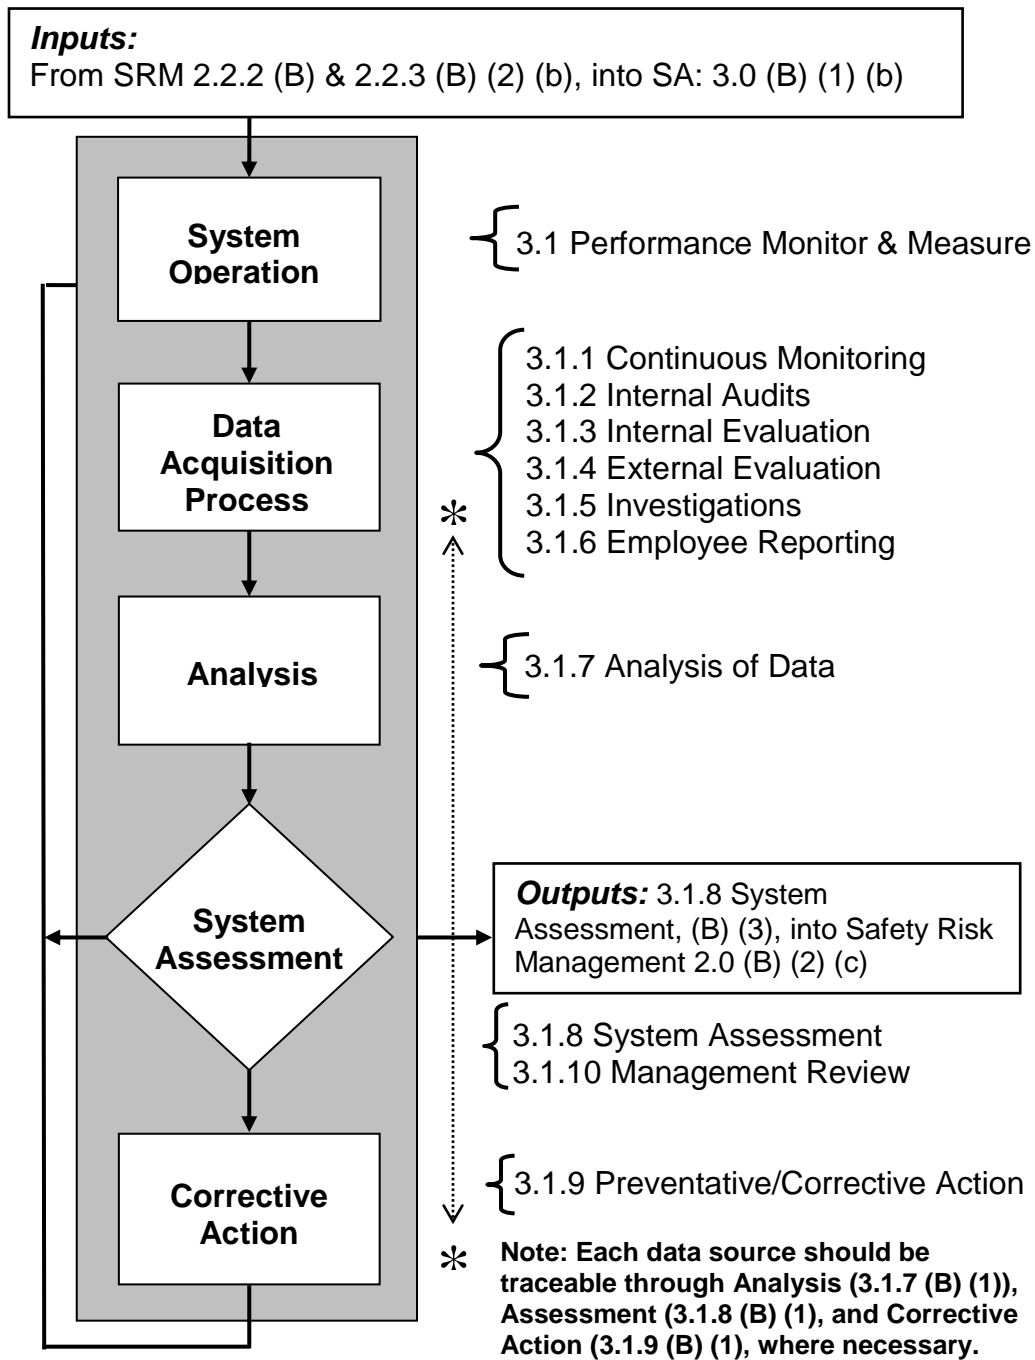 Inputs:
From SRM 2.2.2 (B) & 2.2.3 (B) (2) (b), into SA: 3.0 (B) (1) (b)
System
Operation
3.1 Performance Monitor & Measure
Data
Acquisition
Process
3.1.1 Continuous Monitoring
3.1.2 Internal Audits
3.1.3 Internal Evaluation
3.1.4 External Evaluation
3.1.5 Investigations
3.1.6 Employee Reporting
*
Analysis
3.1.7 Analysis of Data
System
Assessment
Outputs: 3.1.8 System
Assessment, (B) (3), into Safety Risk
Management 2.0 (B) (2) (c)
3.1.8 System Assessment
3.1.10 Management Review
Corrective
Action
3.1.9 Preventative/Corrective Action
*
Note: Each data source should be
traceable through Analysis (3.1.7 (B) (1)),
Assessment (3.1.8 (B) (1), and Corrective
Action (3.1.9 (B) (1), where necessary.